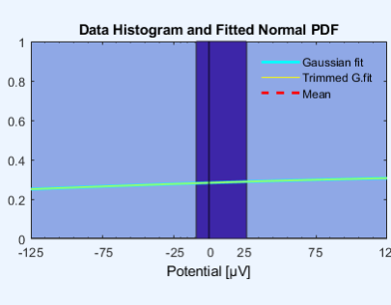 Data Histogram and Fitted Normal PDF
1
0.8
0.6
0.4
0.2
0
Gaussian fit
Trimmed G.fit
Mean
-125 -75 -25 0 25 75 12
Potential [µV]